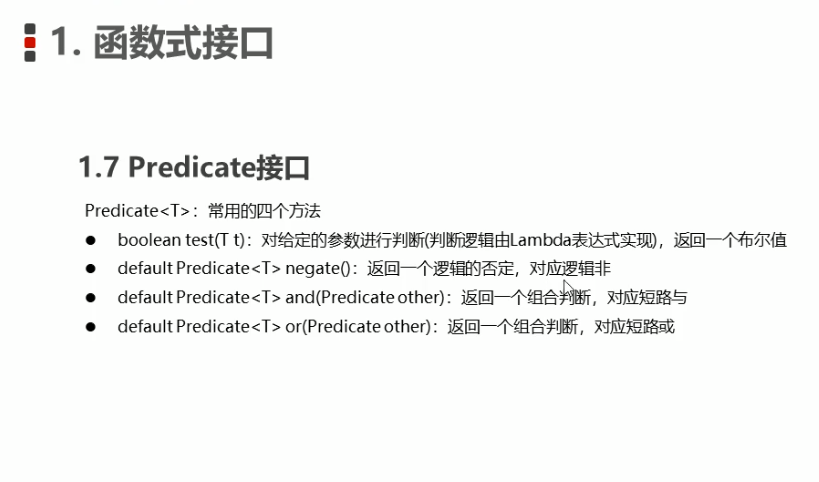 1. 函数式接口
1.7 Predicate接口
Predicate<T>：常用的四个方法
● boolean test(T t)：对给定的参数进行判断(判断逻辑由Lambda表达式实现)，返回一个布尔值
● default Predicate<T> negate()：返回一个逻辑的否定，对应逻辑非
● default Predicate<T> and(Predicate other)：返回一个组合判断，对应短路与
● default Predicate<T> or(Predicate other)：返回一个组合判断，对应短路或